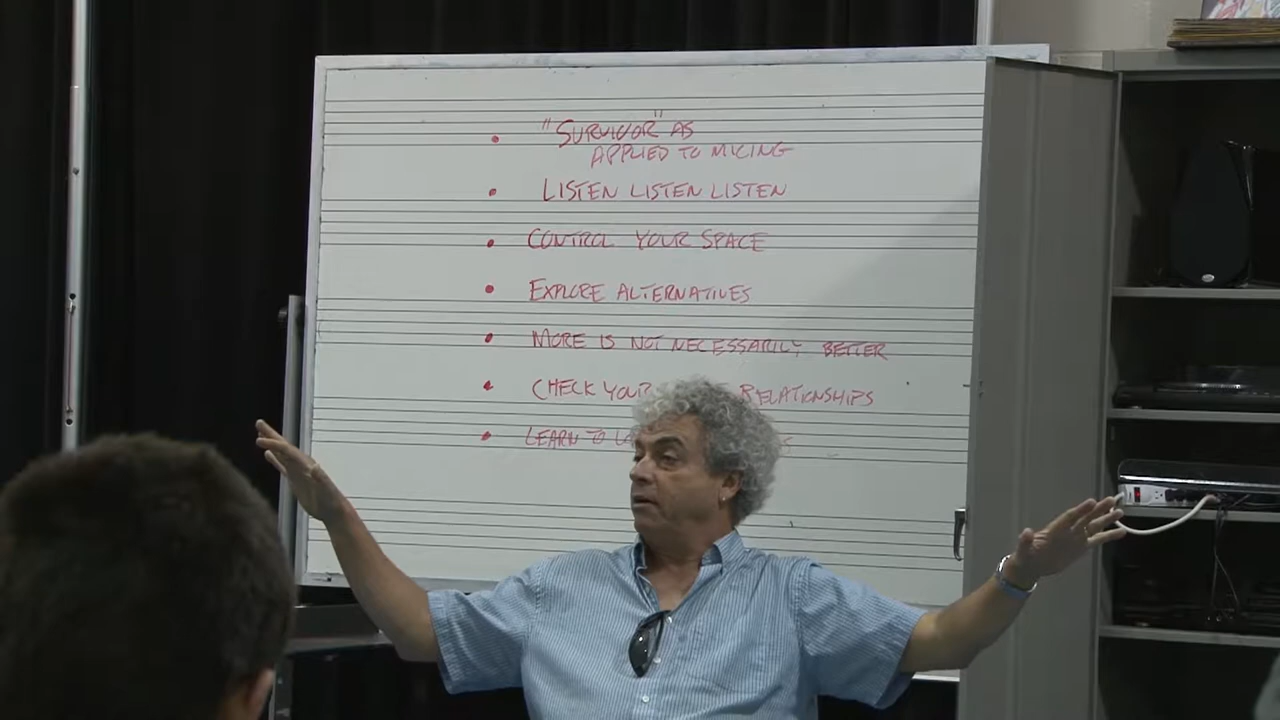 "SURVIVOR" AS
APPLIED TO MICING
LISTEN LISTEN LISTEN
CONTROL YOUR SPACE
EXPLORE ALTERNATIVES
MORE IS NOT NECESSARILY BETTER
CHECK YOUR RELATIONSHIPS
LEARN TO